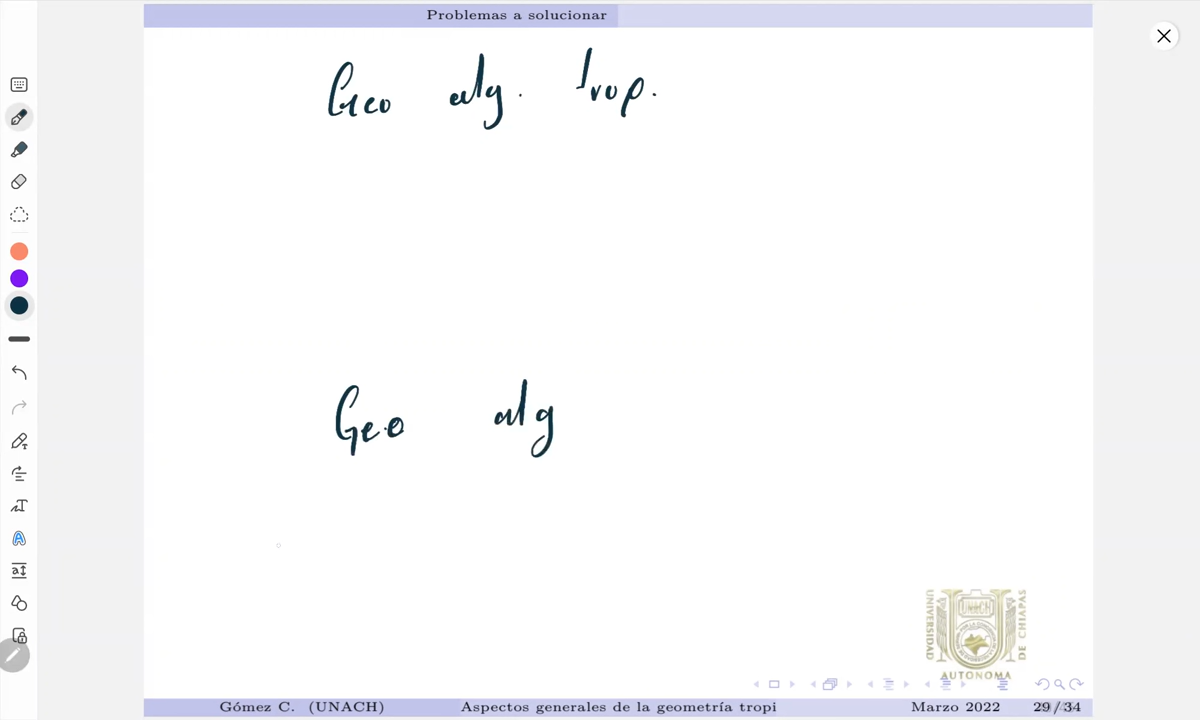 Problemas a solucionar
Geo alg. trop.
Geo alg
UNIVERSIDAD
UNACH
DE CHIAPAS
AUTONOMA
Gómez C. (UNACH) Aspectos generales de la geometría tropi Marzo 2022 29/34